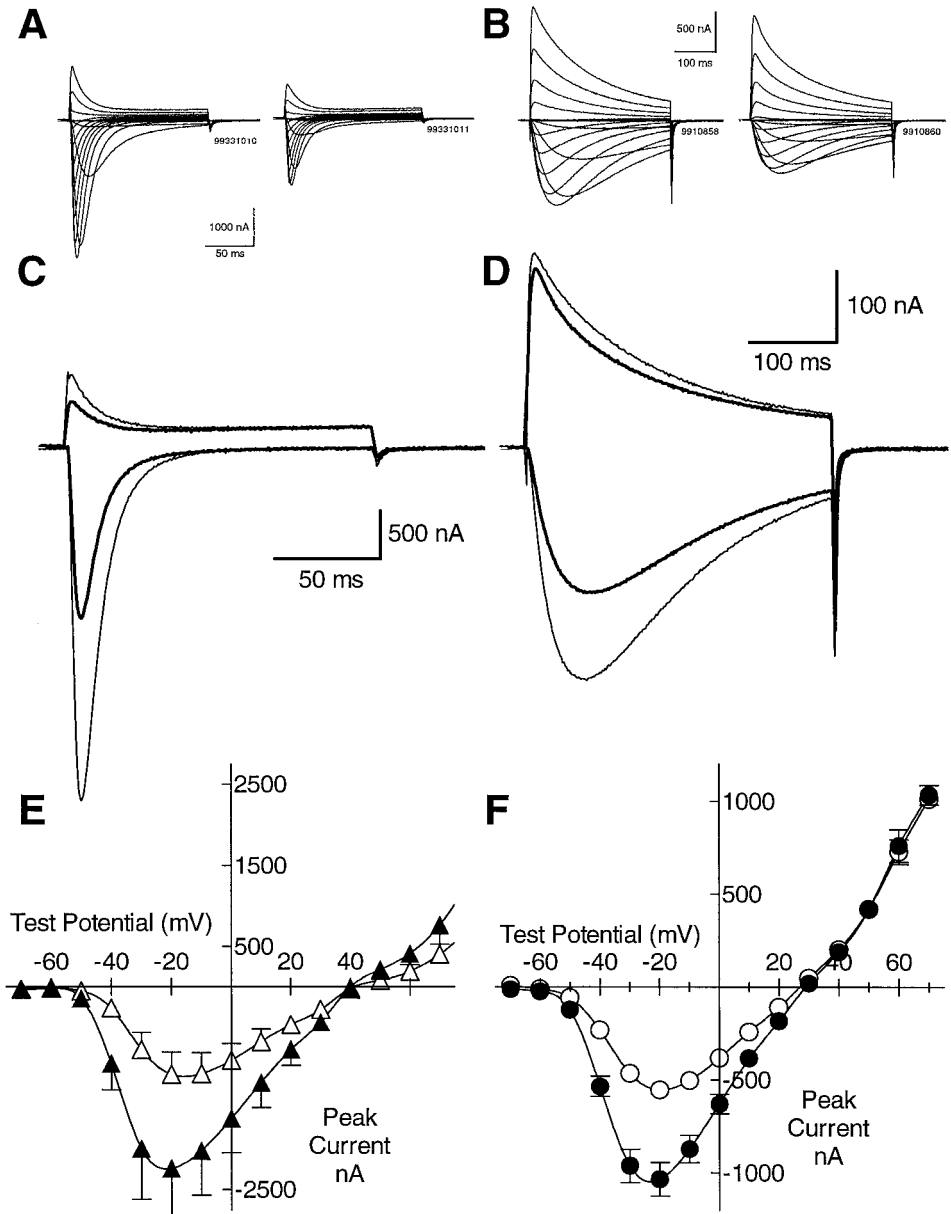 A
99331010
99331011
1000 nA
50 ms
B
500 nA
100 ms
9910858
9910860
C
500 nA
50 ms
D
100 nA
100 ms
E
2500
1500
500
Test Potential (mV)
-60 -40 -20 20 40
Peak
Current
nA
-2500
F
1000
500
Test Potential (mV)
-60 -40 -20 20 40 60
-500
Peak
Current
nA
-1000